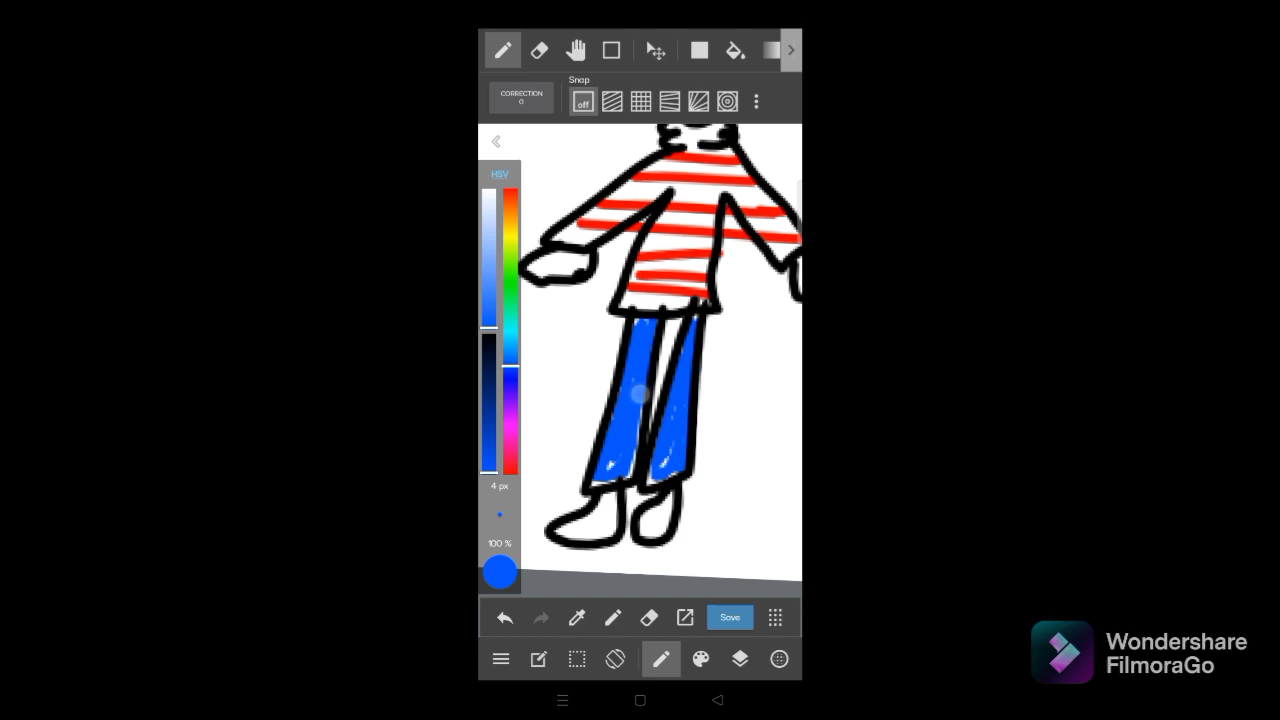 Snap
CORRECTION
0
off
HSV
4 px
100 %
Save
Wondershare
FilmoraGo